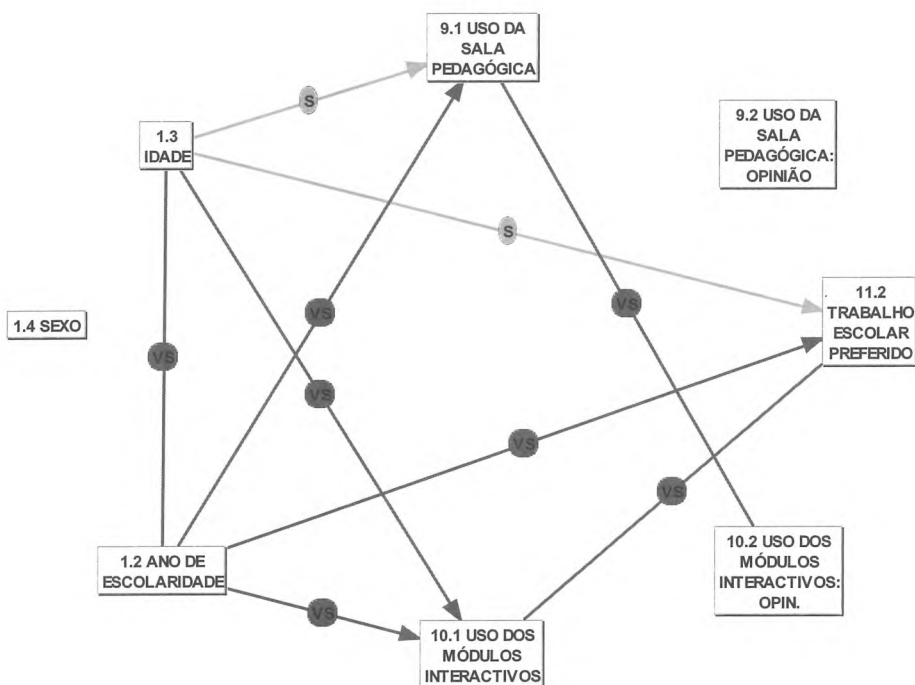 9.1 USO DA
SALA
PEDAGÓGICA
S
9.2 USO DA
SALA
PEDAGÓGICA:
OPINIÃO
1.3
IDADE
S
11.2
TRABALHO
ESCOLAR
PREFERIDO
VS
VS
1.4 SEXO
VS
VS
VS
VS
10.2 USO DOS
MÓDULOS
INTERACTIVOS:
OPIN.
1.2 ANO DE
ESCOLARIDADE
VS
10.1 USO DOS
MÓDULOS
INTERACTIVOS